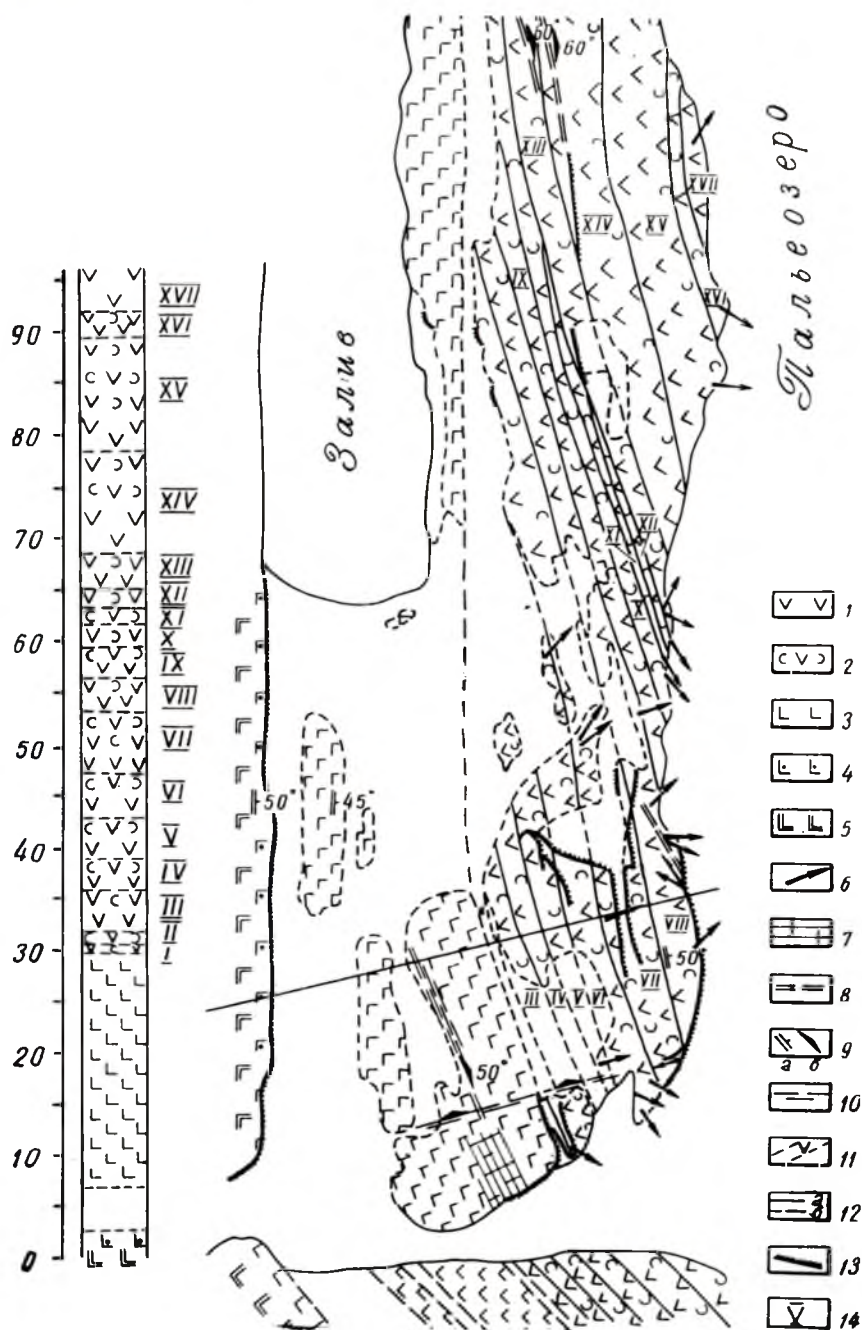 60 60°
Пальеозеро
Залив
XIII
XIV
XV
XVII
XVI
IX
XII
XI
X
90
80
70
60
50
40
30
20
10
0
XVII
XVI
XV
XIV
XIII
XII
XI
X
IX
VIII
VII
VI
V
IV
III
II
I
50°
45°
VIII
50
III IV V VI VII
50°
1
2
3
4
5
6
7
8
9
а б
10
11
12
а
б
13
14